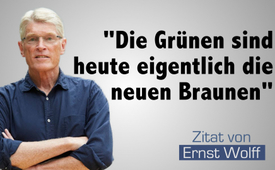 "Die Grünen sind
heute eigentlich die
neuen Braunen"
Zitat von
Ernst Wolff